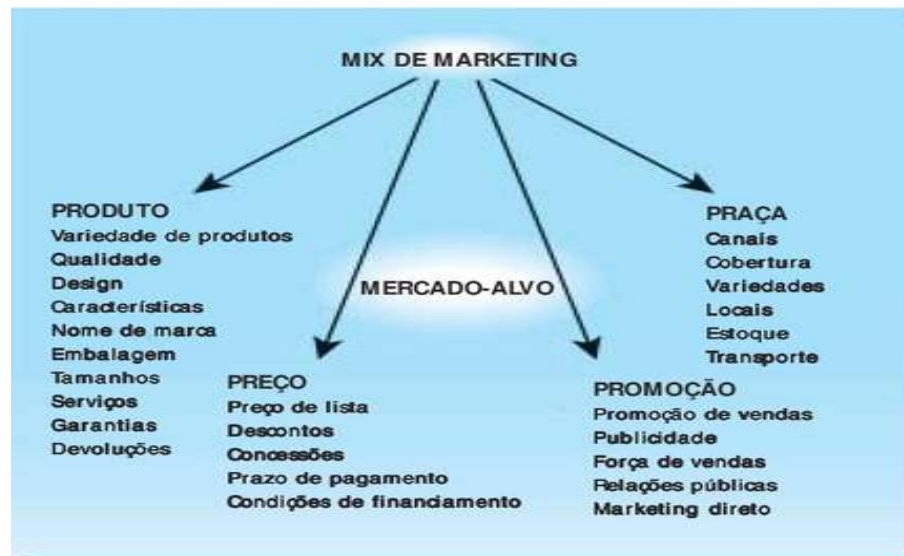 MIX DE MARKETING
PRODUTO
Variedade de produtos
Qualidade
Design
Características
Nome de marca
Embalagem
Tamanhos
Serviços
Garantias
Devoluções
MERCADO-ALVO
PREÇO
Preço de lista
Descontos
Concessões
Prazo de pagamento
Condições de financiamento
PROMOÇÃO
Promoção de vendas
Publicidade
Força de vendas
Relações públicas
Marketing direto
PRAÇA
Canais
Cobertura
Variedades
Locais
Estoque
Transporte